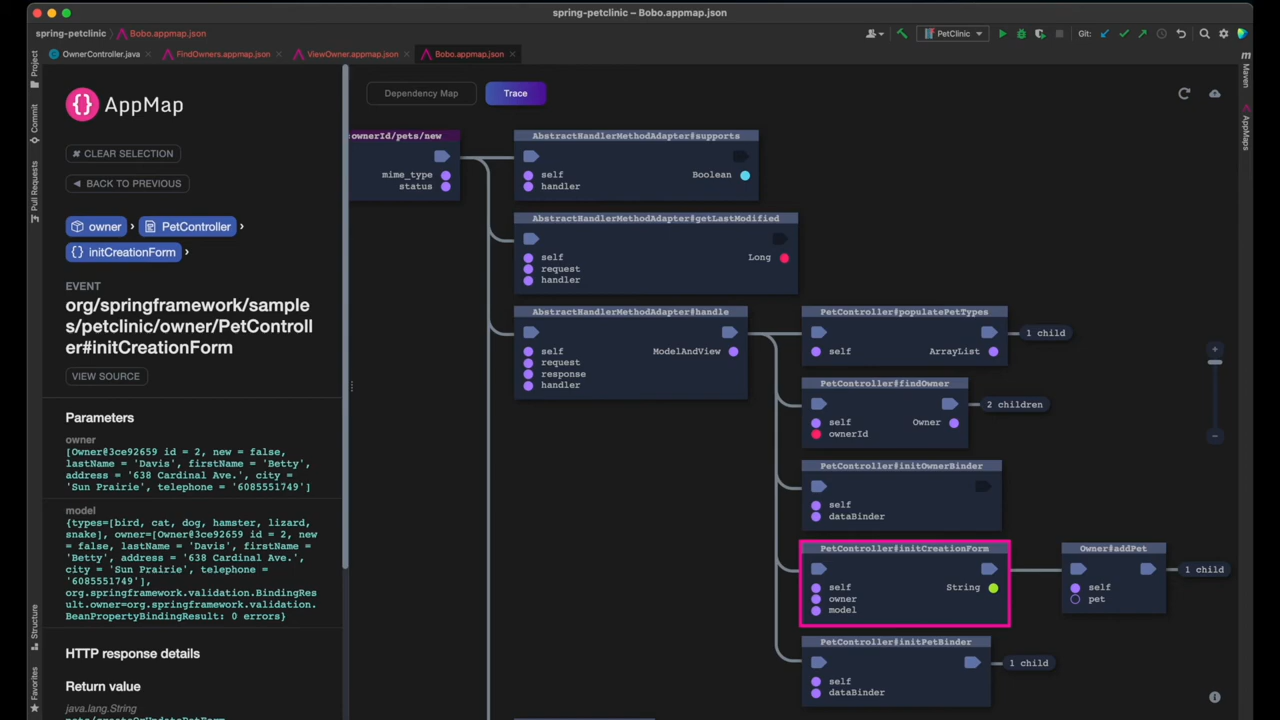 spring-petclinic – Bobo.appmap.json
spring-petclinic
Bobo.appmap.json
PetClinic
Git:
OwnerController.java
FindOwners.appmap.json
ViewOwner.appmap.json
Bobo.appmap.json
Project
Commit
Pull Requests
Structure
Favorites
m
Maven
AppMaps
{} AppMap
CLEAR SELECTION
BACK TO PREVIOUS
owner › PetController ›
{} initCreationForm ›
EVENT
org/springframework/sample
s/petclinic/owner/PetControll
er#initCreationForm
VIEW SOURCE
Parameters
owner
[Owner@3ce92659 id = 2, new = false,
lastName = 'Davis', firstName = 'Betty',
address = '638 Cardinal Ave.', city =
'Sun Prairie', telephone = '6085551749']
model
{types=[bird, cat, dog, hamster, lizard,
snake], owner=[Owner@3ce92659 id = 2, new
= false, lastName = 'Davis', firstName =
'Betty', address = '638 Cardinal Ave.',
city = 'Sun Prairie', telephone =
'6085551749'],
org.springframework.validation.BindingRes
ult.owner=org.springframework.validation.
BeanPropertyBindingResult: 0 errors}
HTTP response details
Return value
java.lang.String
Dependency Map
Trace
ownerId/pets/new
mime_type
status
AbstractHandlerMethodAdapter#supports
self
handler
Boolean
AbstractHandlerMethodAdapter#getLastModified
self
request
handler
Long
AbstractHandlerMethodAdapter#handle
self
request
response
handler
ModelAndView
PetController#populatePetTypes
self
ArrayList
1 child
PetController#findOwner
self
ownerId
Owner
2 children
PetController#initOwnerBinder
self
dataBinder
PetController#initCreationForm
self
owner
model
String
Owner#addPet
self
pet
1 child
PetController#initPetBinder
self
dataBinder
1 child